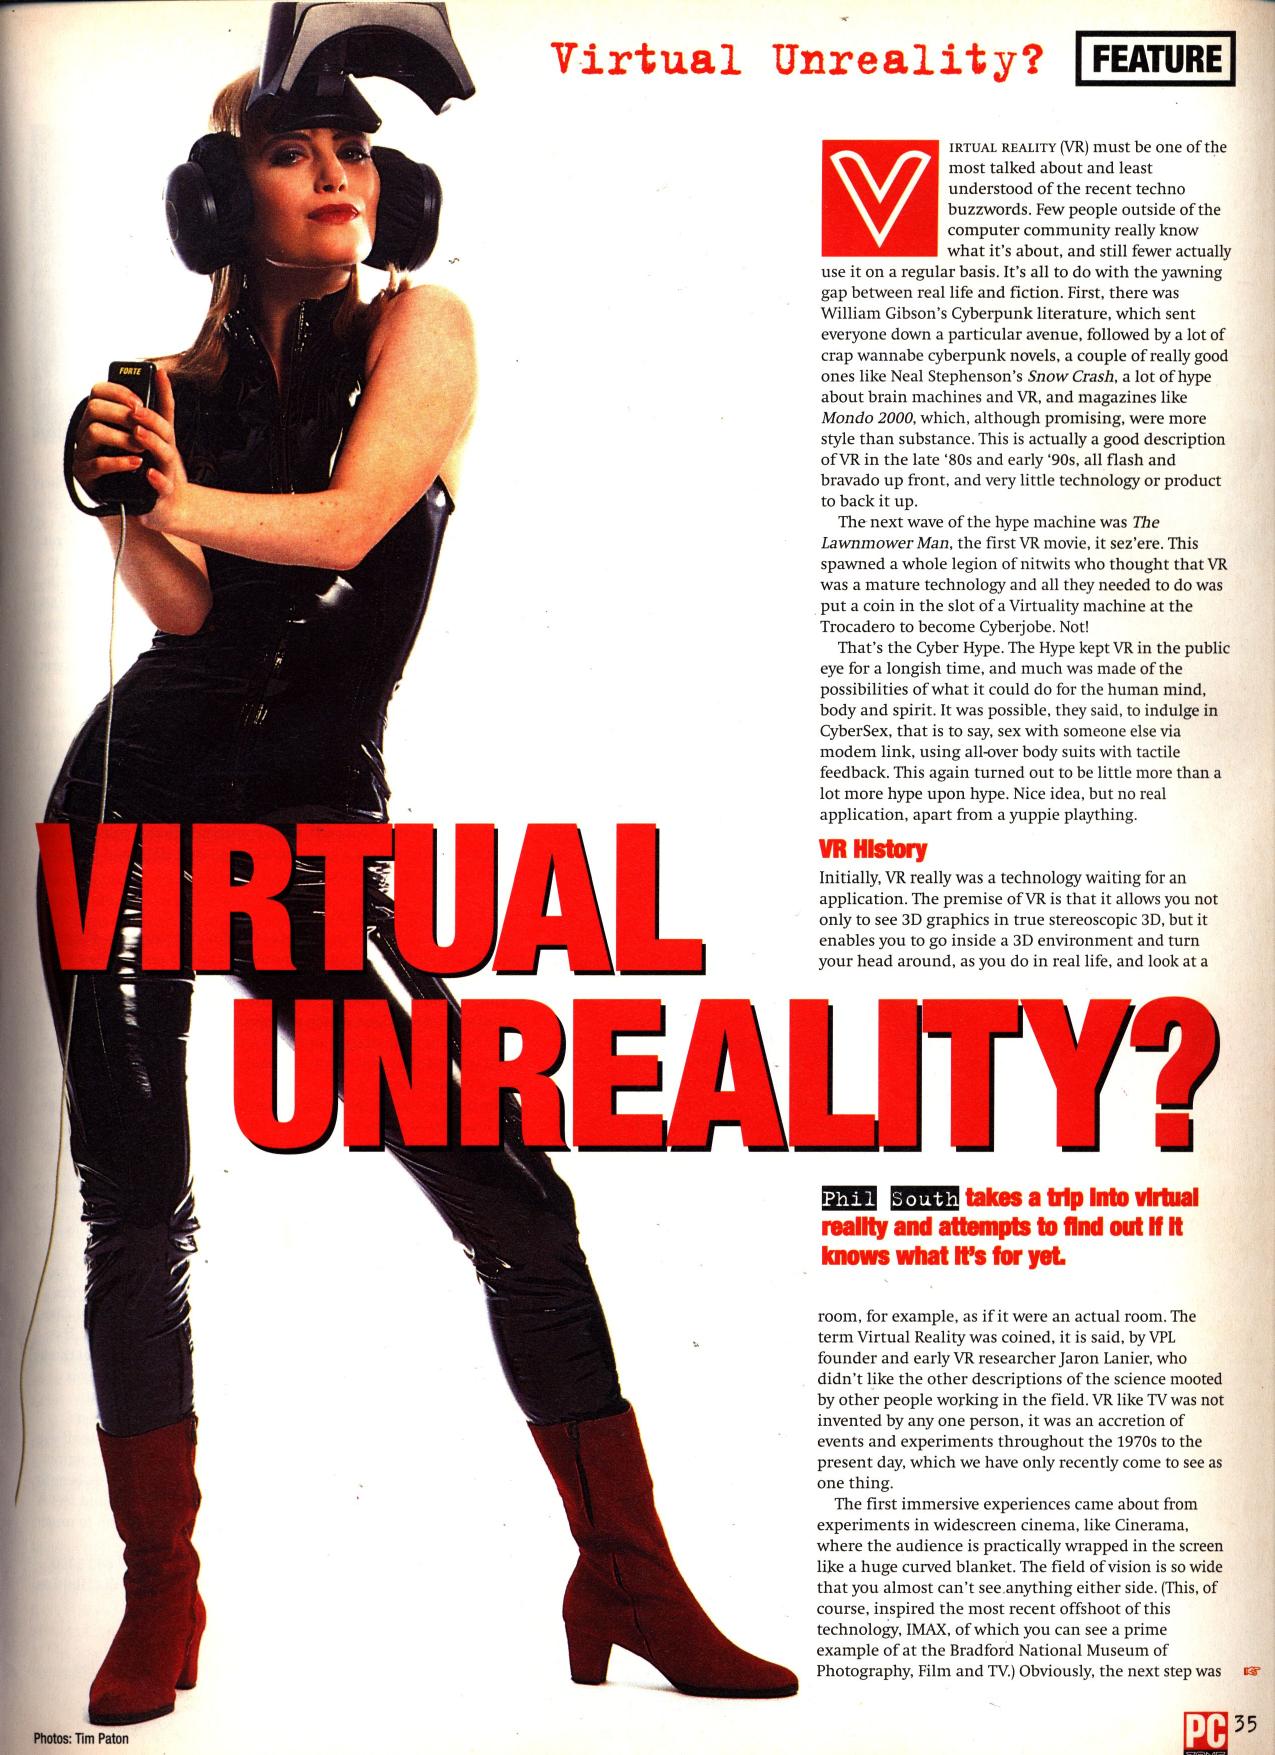 Virtual Unreality? FEATURE
FORTE
VIRTUAL REALITY (VR) must be one of the
most talked about and least
understood of the recent techno
buzzwords. Few people outside of the
computer community really know
what it's about, and still fewer actually
use it on a regular basis. It's all to do with the yawning
gap between real life and fiction. First, there was
William Gibson's Cyberpunk literature, which sent
everyone down a particular avenue, followed by a lot of
crap wannabe cyberpunk novels, a couple of really good
ones like Neal Stephenson's Snow Crash, a lot of hype
about brain machines and VR, and magazines like
Mondo 2000, which, although promising, were more
style than substance. This is actually a good description
of VR in the late '80s and early '90s, all flash and
bravado up front, and very little technology or product
to back it up.
The next wave of the hype machine was The
Lawnmower Man, the first VR movie, it sez'ere. This
spawned a whole legion of nitwits who thought that VR
was a mature technology and all they needed to do was
put a coin in the slot of a Virtuality machine at the
Trocadero to become Cyberjobe. Not!
That's the Cyber Hype. The Hype kept VR in the public
eye for a longish time, and much was made of the
possibilities of what it could do for the human mind,
body and spirit. It was possible, they said, to indulge in
CyberSex, that is to say, sex with someone else via
modem link, using all-over body suits with tactile
feedback. This again turned out to be little more than a
lot more hype upon hype. Nice idea, but no real
application, apart from a yuppie plaything.
VR History
Initially, VR really was a technology waiting for an
application. The premise of VR is that it allows you not
only to see 3D graphics in true stereoscopic 3D, but it
enables you to go inside a 3D environment and turn
your head around, as you do in real life, and look at a
VIRTUAL
UNREALITY?
Phil South takes a trip into virtual
reality and attempts to find out if it
knows what it's for yet.
room, for example, as if it were an actual room. The
term Virtual Reality was coined, it is said, by VPL
founder and early VR researcher Jaron Lanier, who
didn't like the other descriptions of the science mooted
by other people working in the field. VR like TV was not
invented by any one person, it was an accretion of
events and experiments throughout the 1970s to the
present day, which we have only recently come to see as
one thing.
The first immersive experiences came about from
experiments in widescreen cinema, like Cinerama,
where the audience is practically wrapped in the screen
like a huge curved blanket. The field of vision is so wide
that you almost can't see anything either side. (This, of
course, inspired the most recent offshoot of this
technology, IMAX, of which you can see a prime
example of at the Bradford National Museum of
Photography, Film and TV.) Obviously, the next step was
Photos: Tim Paton
PC 35